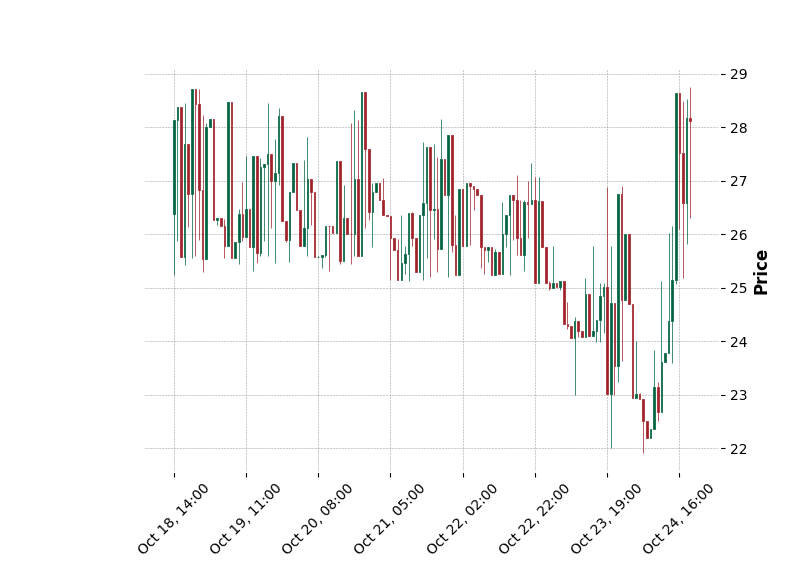 29
28
27
26
25
24
23
22
Price
Oct 18, 14:00
Oct 19, 11:00
Oct 20, 08:00
Oct 21, 05:00
Oct 22, 02:00
Oct 22, 22:00
Oct 23, 19:00
Oct 24, 16:00